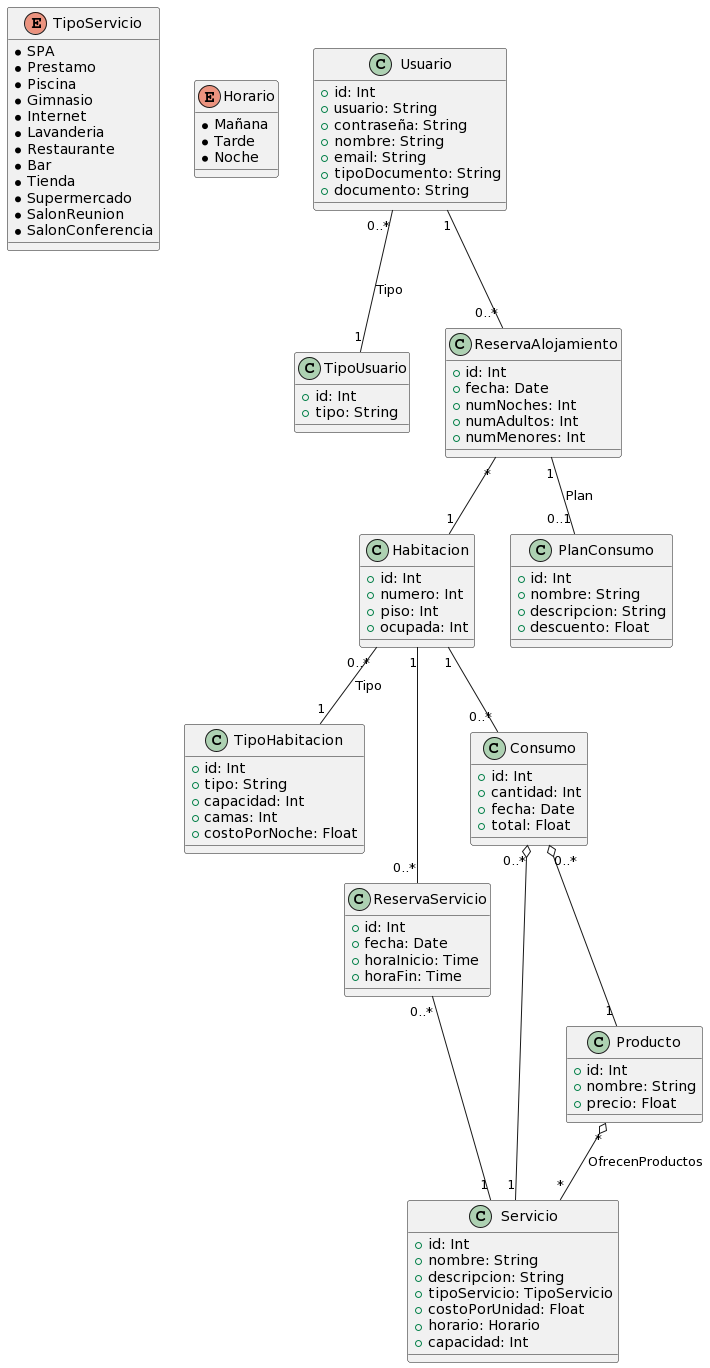 E TipoServicio
SPA
Prestamo
Piscina
Gimnasio
Internet
Lavanderia
Restaurante
Bar
Tienda
Supermercado
SalonReunion
SalonConferencia
E Horario
Mañana
Tarde
Noche
C Usuario
id: Int
usuario: String
contraseña: String
nombre: String
email: String
tipoDocumento: String
documento: String
0..*
1
Tipo
1
0..*
C TipoUsuario
id: Int
tipo: String
C ReservaAlojamiento
id: Int
fecha: Date
numNoches: Int
numAdultos: Int
numMenores: Int
*
1
Plan
1
0..1
C Habitacion
id: Int
numero: Int
piso: Int
ocupada: Int
C PlanConsumo
id: Int
nombre: String
descripcion: String
descuento: Float
0..*
1
1
Tipo
1
0..*
C TipoHabitacion
id: Int
tipo: String
capacidad: Int
camas: Int
costoPorNoche: Float
C Consumo
id: Int
cantidad: Int
fecha: Date
total: Float
0..*
0..*
0..*
C ReservaServicio
id: Int
fecha: Date
horaInicio: Time
horaFin: Time
0..*
1
C Producto
id: Int
nombre: String
precio: Float
*
OfrecenProductos
1
1
*
C Servicio
id: Int
nombre: String
descripcion: String
tipoServicio: TipoServicio
costoPorUnidad: Float
horario: Horario
capacidad: Int